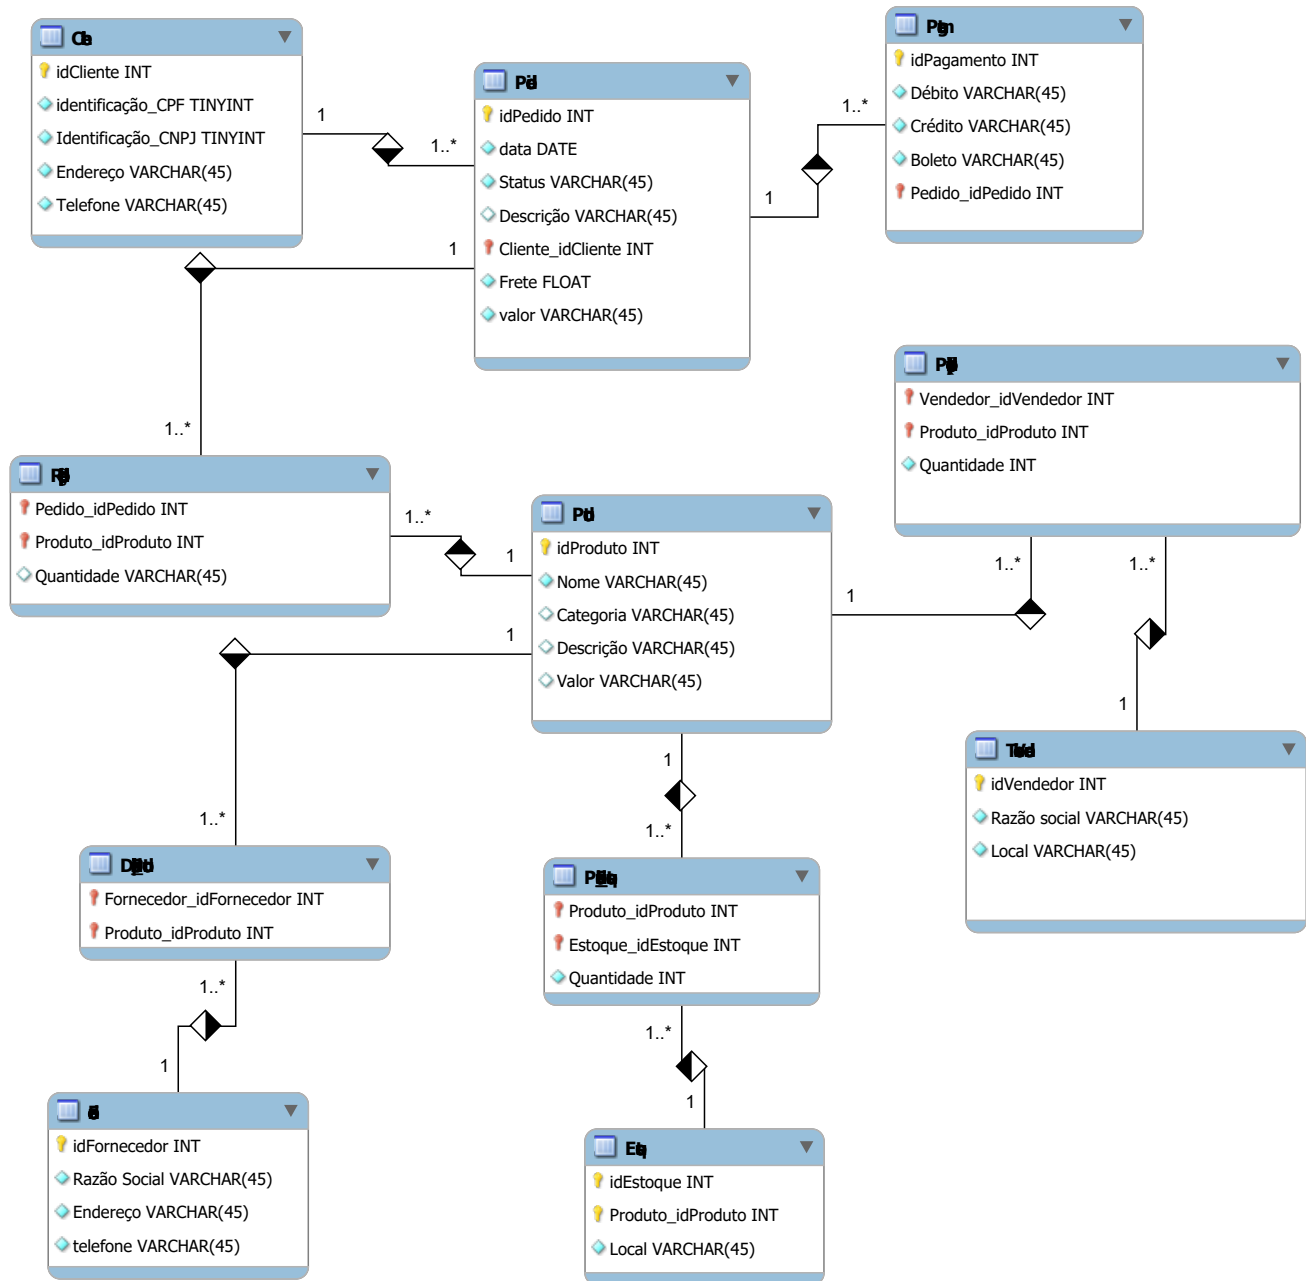 idCliente INT
identificação_CPF TINYINT
Identificação_CNPJ TINYINT
Endereço VARCHAR(45)
Telefone VARCHAR(45)
1
1..*
idPedido INT
data DATE
Status VARCHAR(45)
Descrição VARCHAR(45)
Cliente_idCliente INT
Frete FLOAT
valor VARCHAR(45)
1..*
1
idPagamento INT
Débito VARCHAR(45)
Crédito VARCHAR(45)
Boleto VARCHAR(45)
Pedido_idPedido INT
1
1..*
Vendedor_idVendedor INT
Produto_idProduto INT
Quantidade INT
Pedido_idPedido INT
Produto_idProduto INT
Quantidade VARCHAR(45)
1..*
1
idProduto INT
Nome VARCHAR(45)
Categoria VARCHAR(45)
Descrição VARCHAR(45)
Valor VARCHAR(45)
1
1..*
1..*
1
1
1..*
idVendedor INT
Razão social VARCHAR(45)
Local VARCHAR(45)
1
1..*
Fornecedor_idFornecedor INT
Produto_idProduto INT
Produto_idProduto INT
Estoque_idEstoque INT
Quantidade INT
1..*
1
1..*
1
idFornecedor INT
Razão Social VARCHAR(45)
Endereço VARCHAR(45)
telefone VARCHAR(45)
idEstoque INT
Produto_idProduto INT
Local VARCHAR(45)